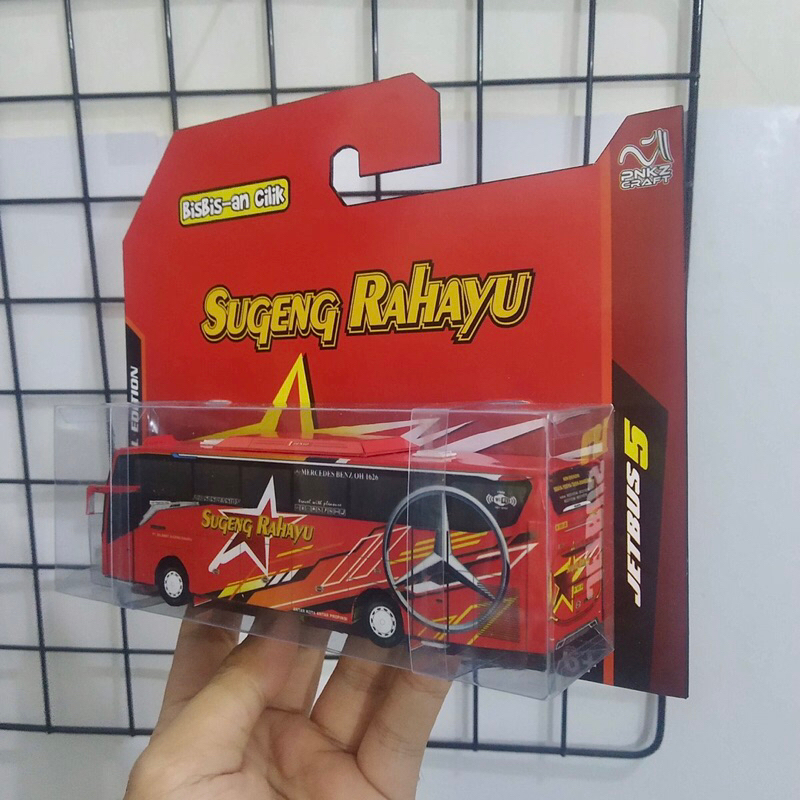 BisBis-an Cilik
PNKZ
CRAFT
SUGENG RAHAYU
EDITION
MERCEDES BENZ OH 1626
SUGENG RAHAYU
JETBUS 5